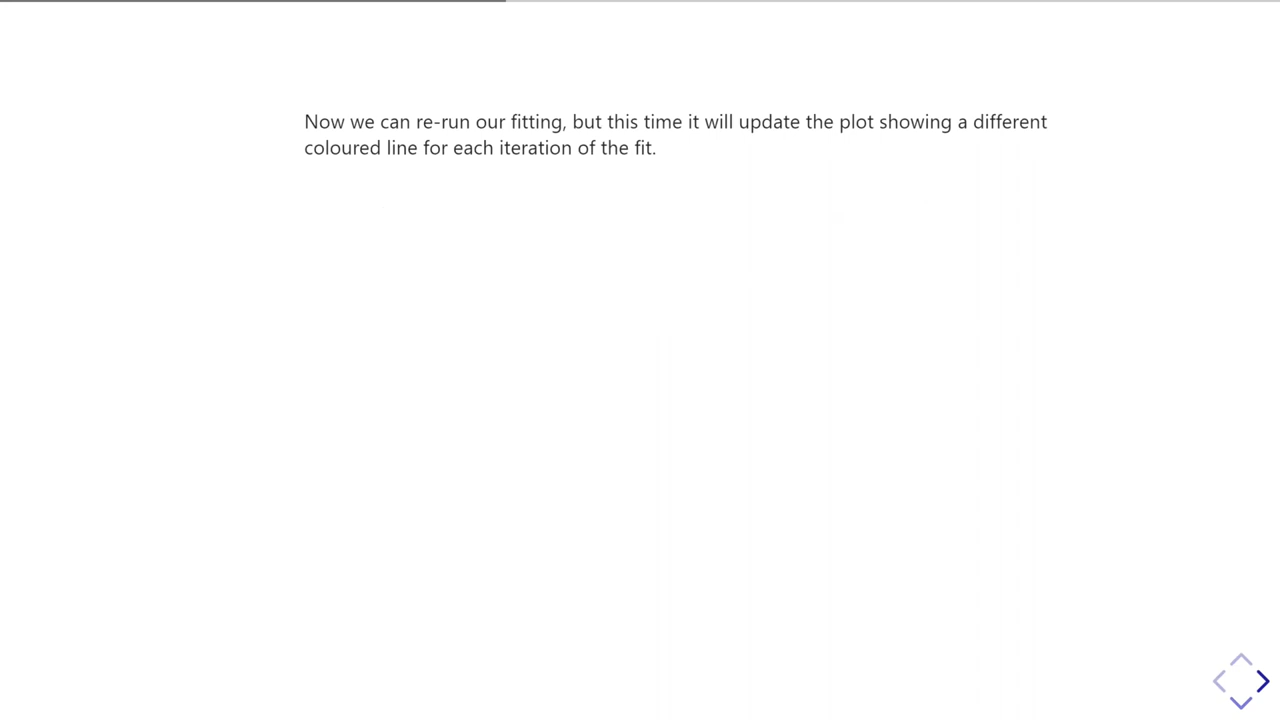 Now we can re-run our fitting, but this time it will update the plot showing a different
coloured line for each iteration of the fit.